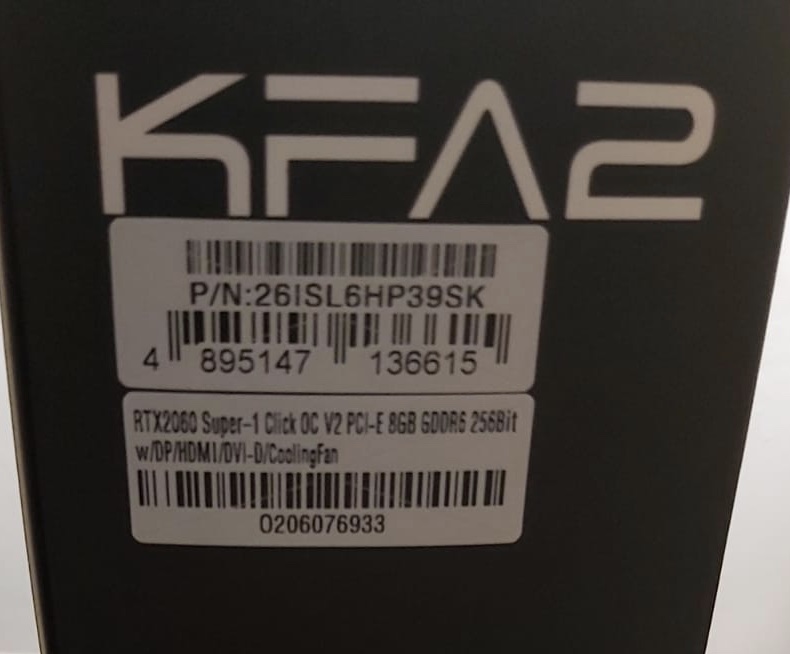 KFA2
P/N:26ISL6HP39SK
4 895147 136615
RTX2060 Super-1 Click OC V2 PCI-E 8GB GDDR6 256Bit
w/DP/HDMI/DVI-D/CoolingFan
0206076933